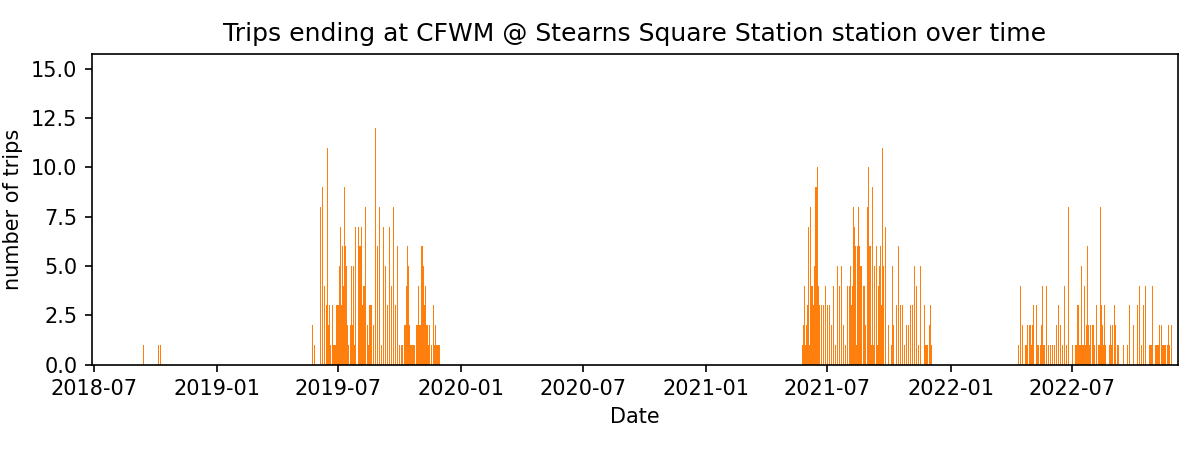 Trips ending at CFWM @ Stearns Square Station station over time
number of trips
15.0
12.5
10.0
7.5
5.0
2.5
0.0
2018-07 2019-01 2019-07 2020-01 2020-07 2021-01 2021-07 2022-01 2022-07
Date